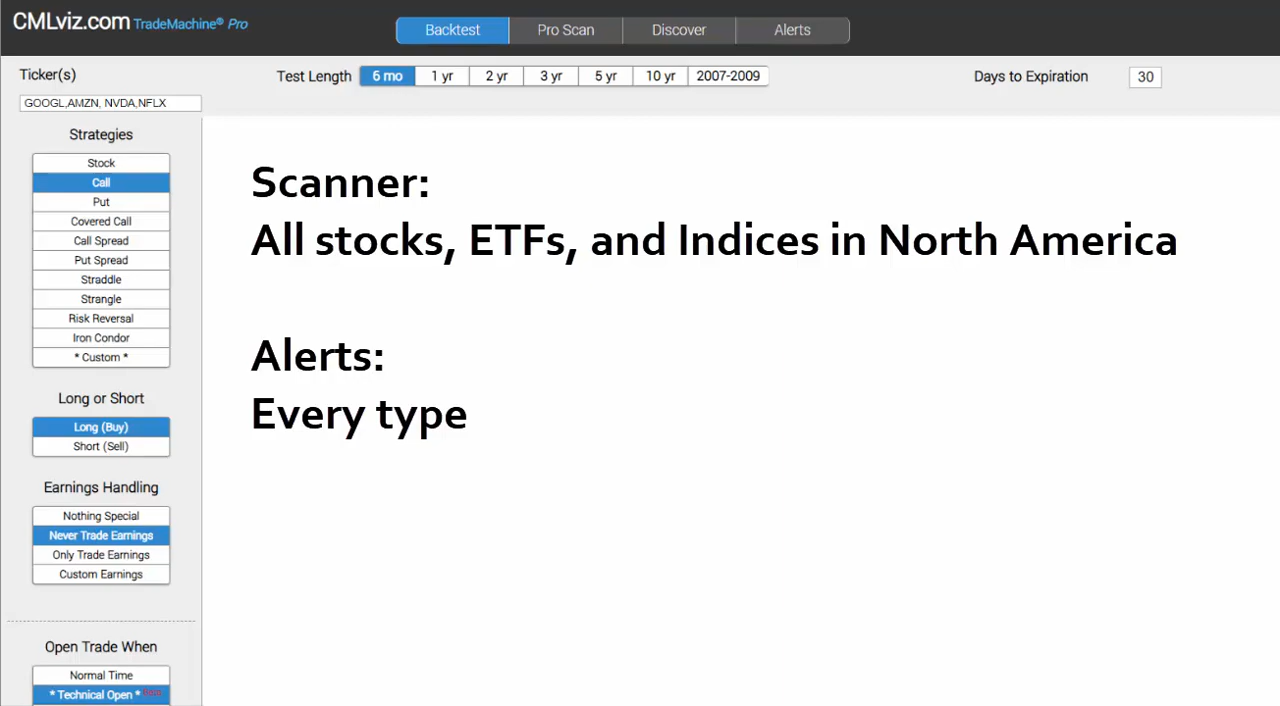 CMLviz.com TradeMachine® Pro
Backtest Pro Scan Discover Alerts
Ticker(s)
Test Length 6 mo 1 yr 2 yr 3 yr 5 yr 10 yr 2007-2009
Days to Expiration 30
GOOGL,AMZN, NVDA,NFLX
Strategies
Stock
Call
Put
Covered Call
Call Spread
Put Spread
Straddle
Strangle
Risk Reversal
Iron Condor
* Custom *
Long or Short
Long (Buy)
Short (Sell)
Earnings Handling
Nothing Special
Never Trade Earnings
Only Trade Earnings
Custom Earnings
Open Trade When
Normal Time
* Technical Open *
Scanner:
All stocks, ETFs, and Indices in North America
Alerts:
Every type